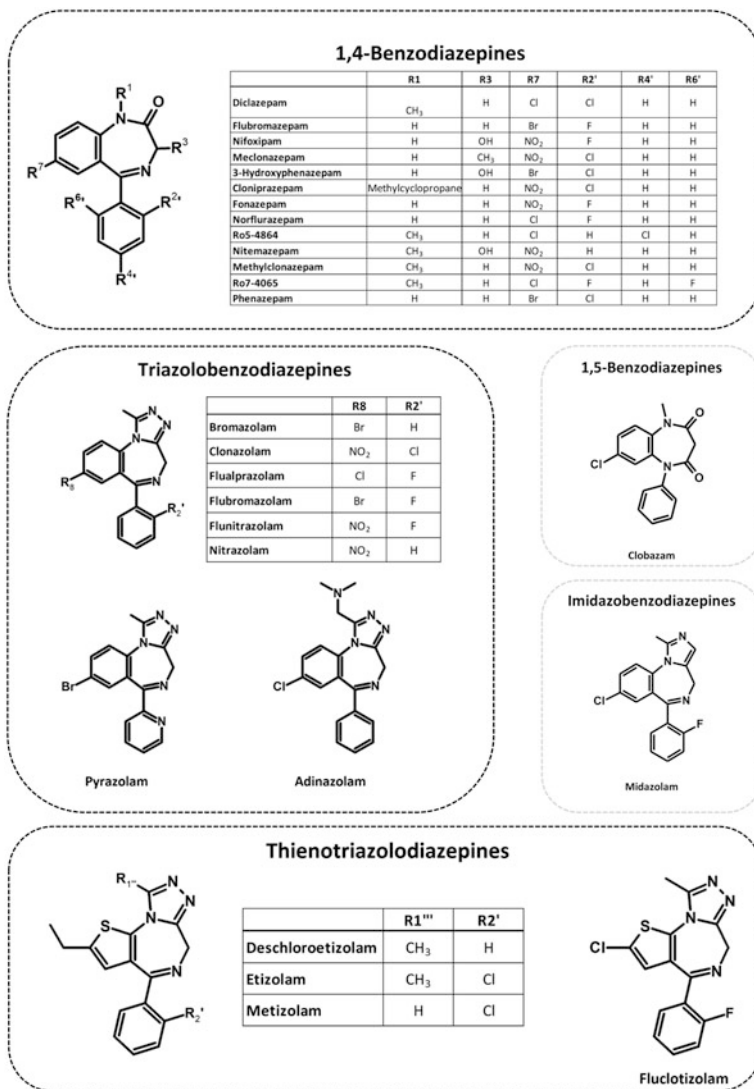 1,4-Benzodiazepines
R¹
N
O
R³
N
R⁷
R⁶'
R²'
R⁴'
R1 R3 R7 R2' R4' R6'
Diclazepam CH₃ H Cl Cl H H
Flubromazepam H H Br F H H
Nifoxipam H OH NO₂ F H H
Meclonazepam H CH₃ NO₂ Cl H H
3-Hydroxyphenazepam H OH Br Cl H H
Cloniprazepam Methylcyclopropane H NO₂ Cl H H
Fonazepam H H NO₂ F H H
Norflurazepam H H Cl F H H
Ro5-4864 CH₃ H Cl H Cl H
Nitemazepam CH₃ OH NO₂ H H H
Methylclonazepam CH₃ H NO₂ Cl H H
Ro7-4065 CH₃ H Cl F H F
Phenazepam H H Br Cl H H
Triazolobenzodiazepines
N
N
N
N
R₈
R₂'
R8 R2'
Bromazolam Br H
Clonazolam NO₂ Cl
Flualprazolam Cl F
Flubromazolam Br F
Flunitrazolam NO₂ F
Nitrazolam NO₂ H
N
N
N
Br
N
N
Pyrazolam
N
N
N
N
Cl
N
Adinazolam
1,5-Benzodiazepines
N
O
Cl
N
O
Clobazam
Imidazobenzodiazepines
N
N
Cl
N
F
Midazolam
Thienotriazolodiazepines
R₁'''
N
N
N
S
N
R₂'
R1''' R2'
Deschloroetizolam CH₃ H
Etizolam CH₃ Cl
Metizolam H Cl
N
N
N
S
Cl
N
F
Fluclotizolam